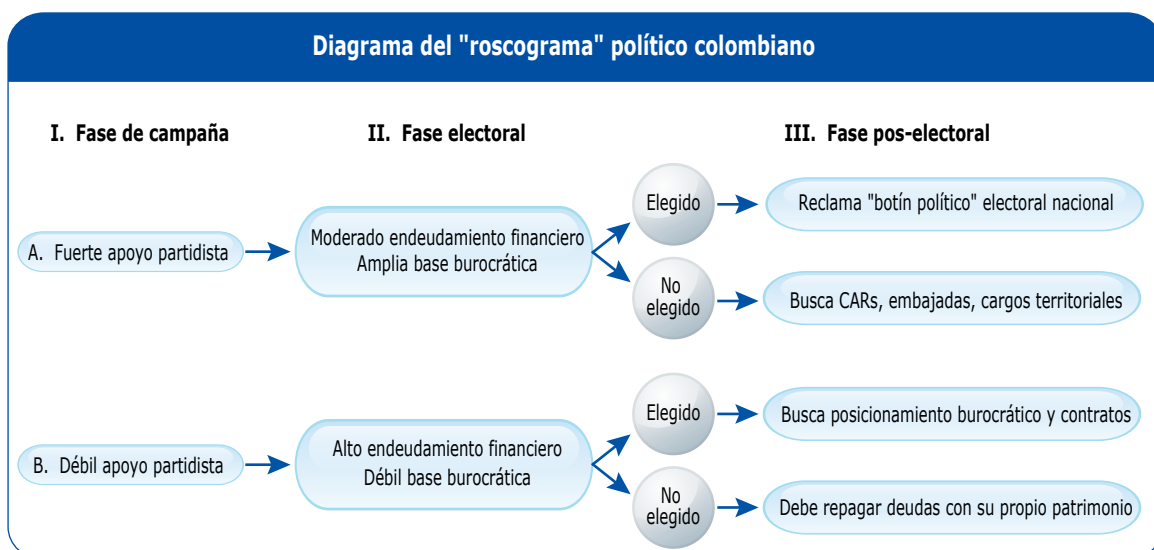 Diagrama del "roscograma" político colombiano
I. Fase de campaña
II. Fase electoral
III. Fase pos-electoral
A. Fuerte apoyo partidista
Moderado endeudamiento financiero
Amplia base burocrática
Elegido
Reclama "botín político" electoral nacional
No
elegido
Busca CARs, embajadas, cargos territoriales
B. Débil apoyo partidista
Alto endeudamiento financiero
Débil base burocrática
Elegido
Busca posicionamiento burocrático y contratos
No
elegido
Debe repagar deudas con su propio patrimonio